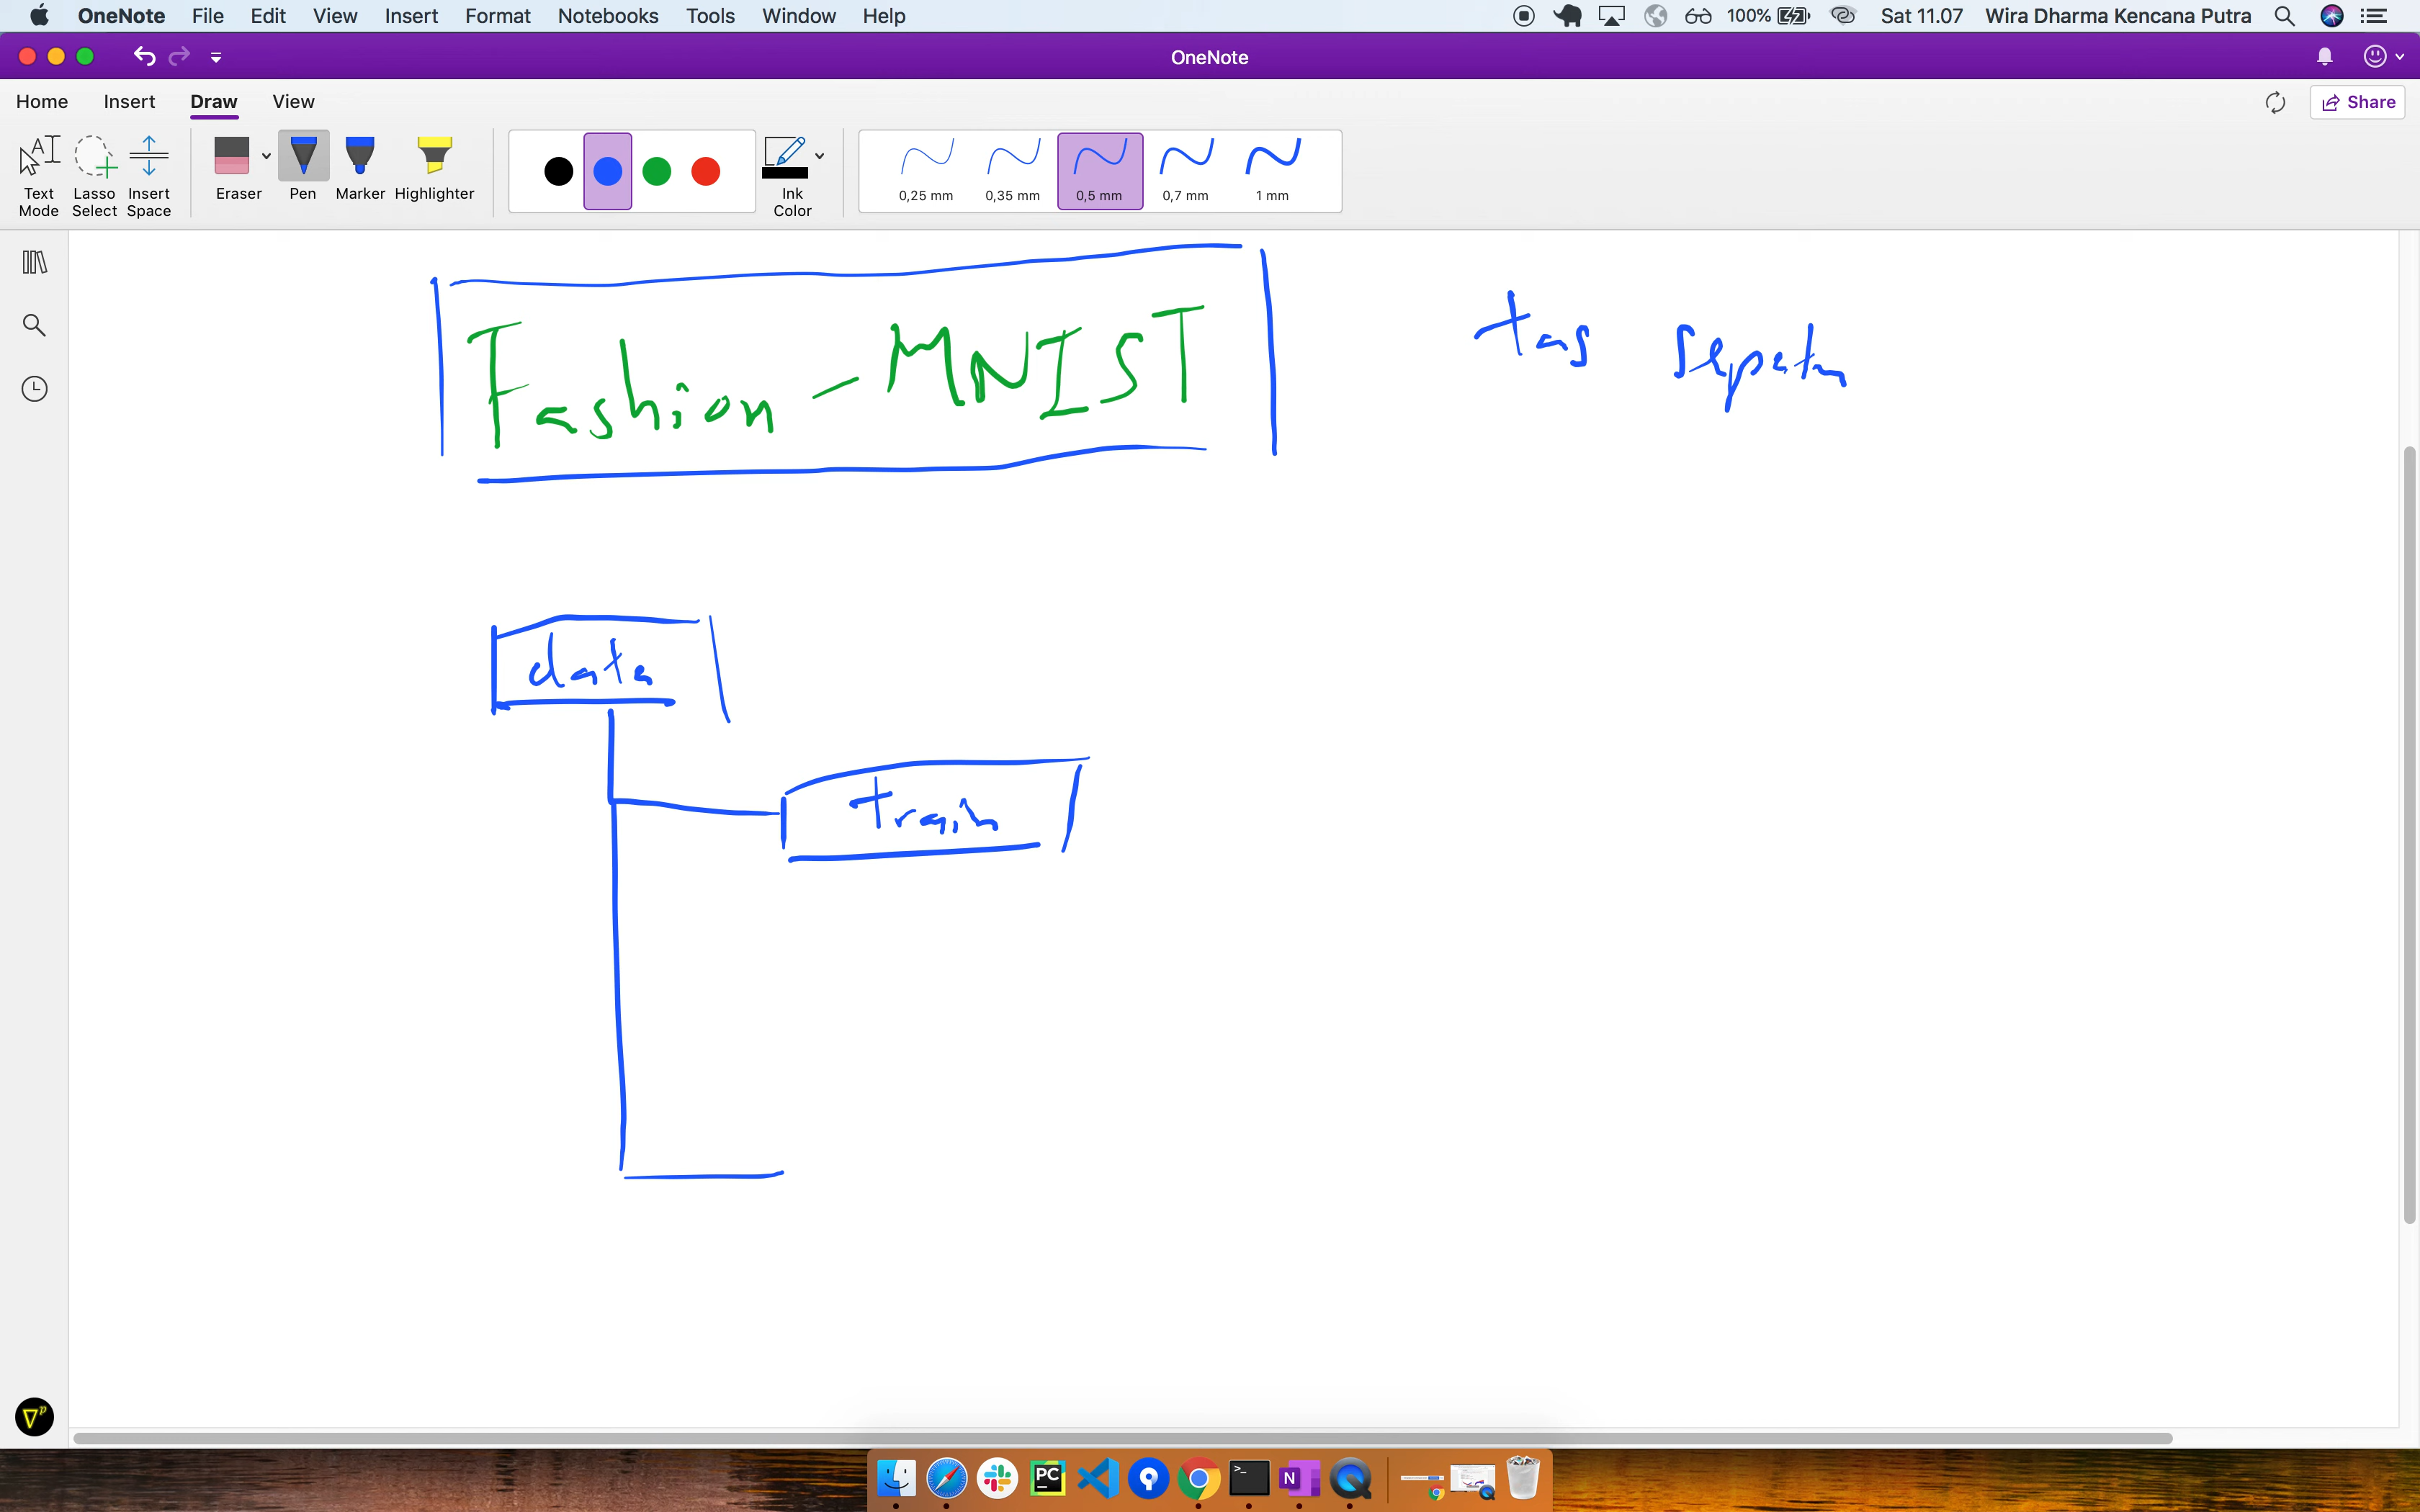 OneNote File Edit View Insert Format Notebooks Tools Window Help 100% Sat 11.07 Wira Dharma Kencana Putra
OneNote
Home Insert Draw View Share
Text Mode Lasso Select Insert Space Eraser Pen Marker Highlighter Ink Color 0,25 mm 0,35 mm 0,5 mm 0,7 mm 1 mm
Fashion - MNIST
tas sepatu
data
train